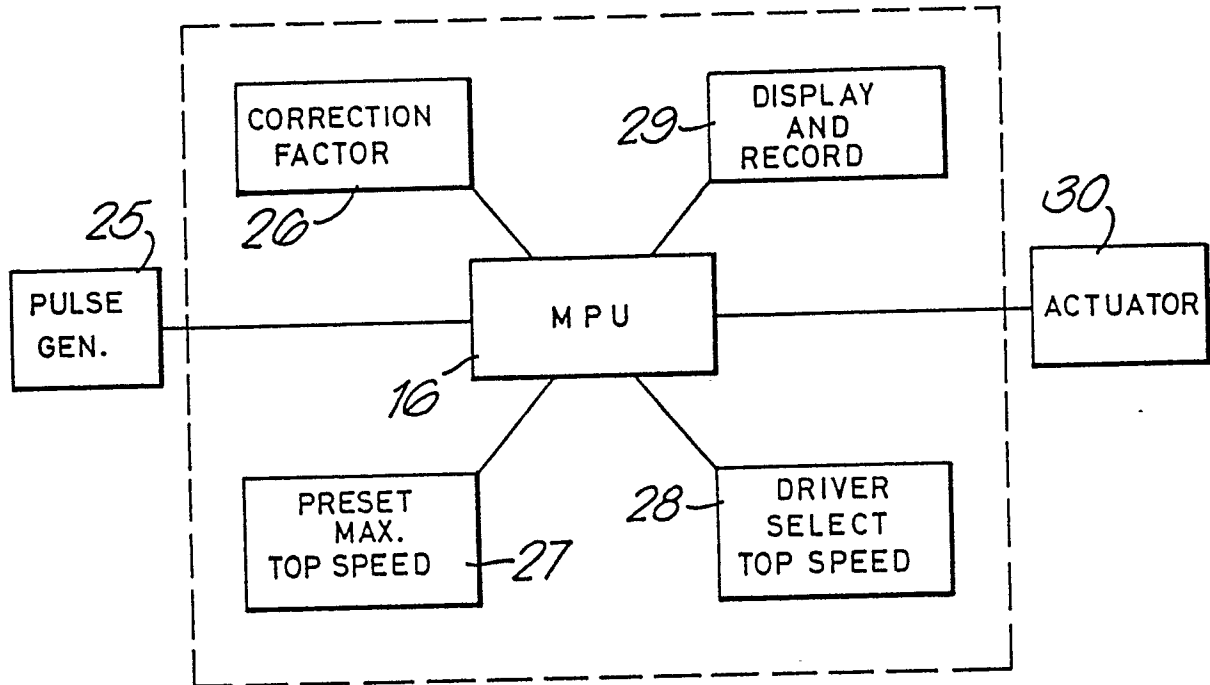 CORRECTION
FACTOR
26
DISPLAY
AND
RECORD
29
25
PULSE
GEN.
MPU
16
30
ACTUATOR
PRESET
MAX.
TOP SPEED
27
DRIVER
SELECT
TOP SPEED
28